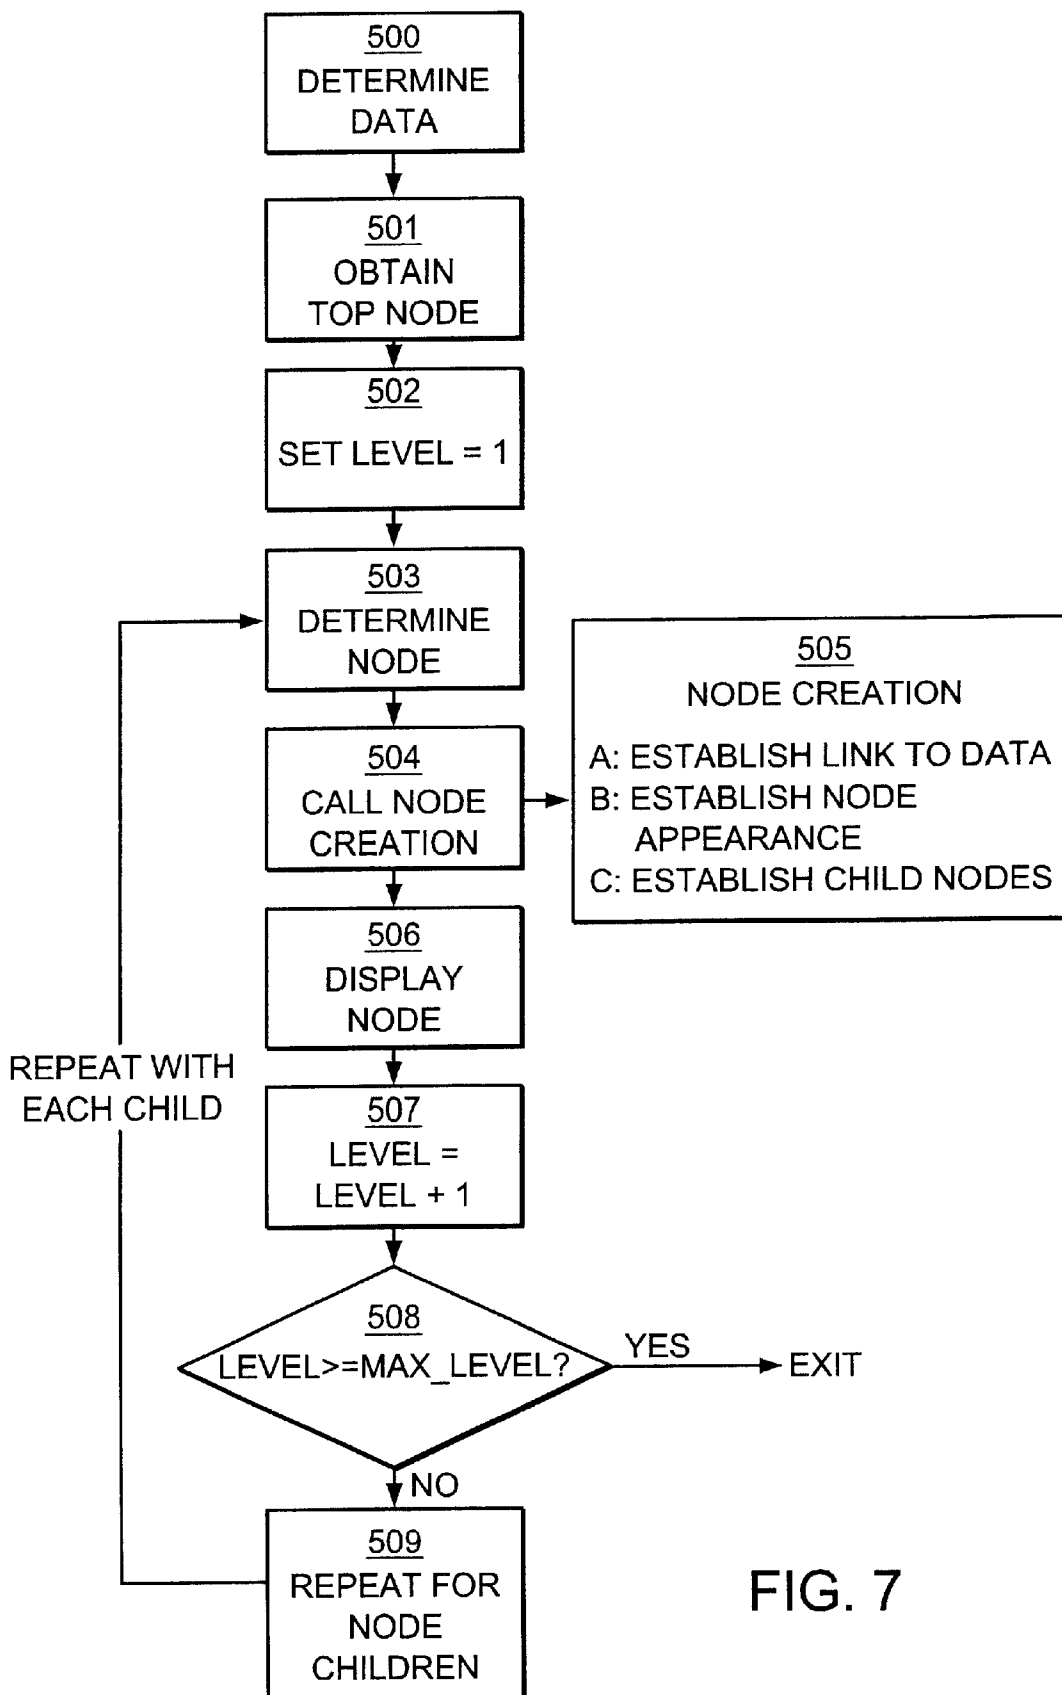 500
DETERMINE
DATA
501
OBTAIN
TOP NODE
502
SET LEVEL = 1
503
DETERMINE
NODE
504
CALL NODE
CREATION
505
NODE CREATION
A: ESTABLISH LINK TO DATA
B: ESTABLISH NODE
APPEARANCE
C: ESTABLISH CHILD NODES
506
DISPLAY
NODE
REPEAT WITH
EACH CHILD
507
LEVEL =
LEVEL + 1
508
LEVEL>=MAX_LEVEL?
YES
EXIT
NO
509
REPEAT FOR
NODE
CHILDREN
FIG. 7